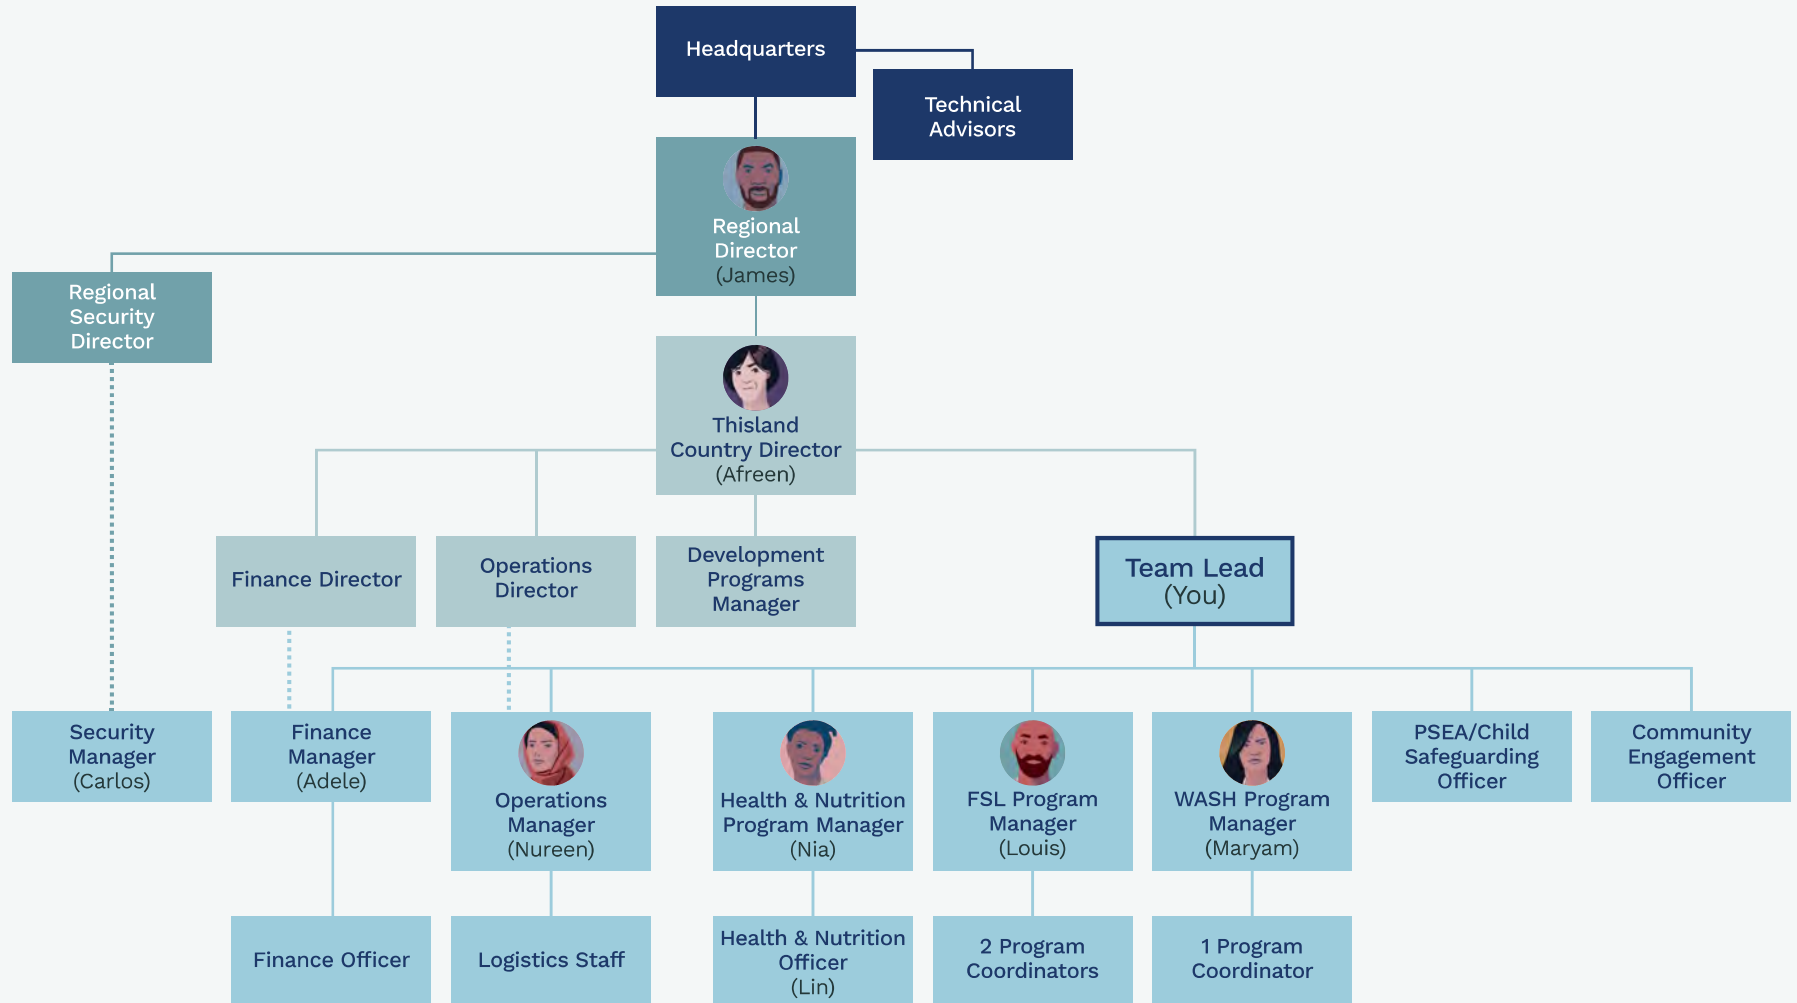 Headquarters
Technical
Advisors
Regional
Director
(James)
Regional
Security
Director
Thisland
Country Director
(Afreen)
Finance Director
Operations
Director
Development
Programs
Manager
Team Lead
(You)
Security
Manager
(Carlos)
Finance
Manager
(Adele)
Operations
Manager
(Nureen)
Health & Nutrition
Program Manager
(Nia)
FSL Program
Manager
(Louis)
WASH Program
Manager
(Maryam)
PSEA/Child
Safeguarding
Officer
Community
Engagement
Officer
Finance Officer
Logistics Staff
Health & Nutrition
Officer
(Lin)
2 Program
Coordinators
1 Program
Coordinator